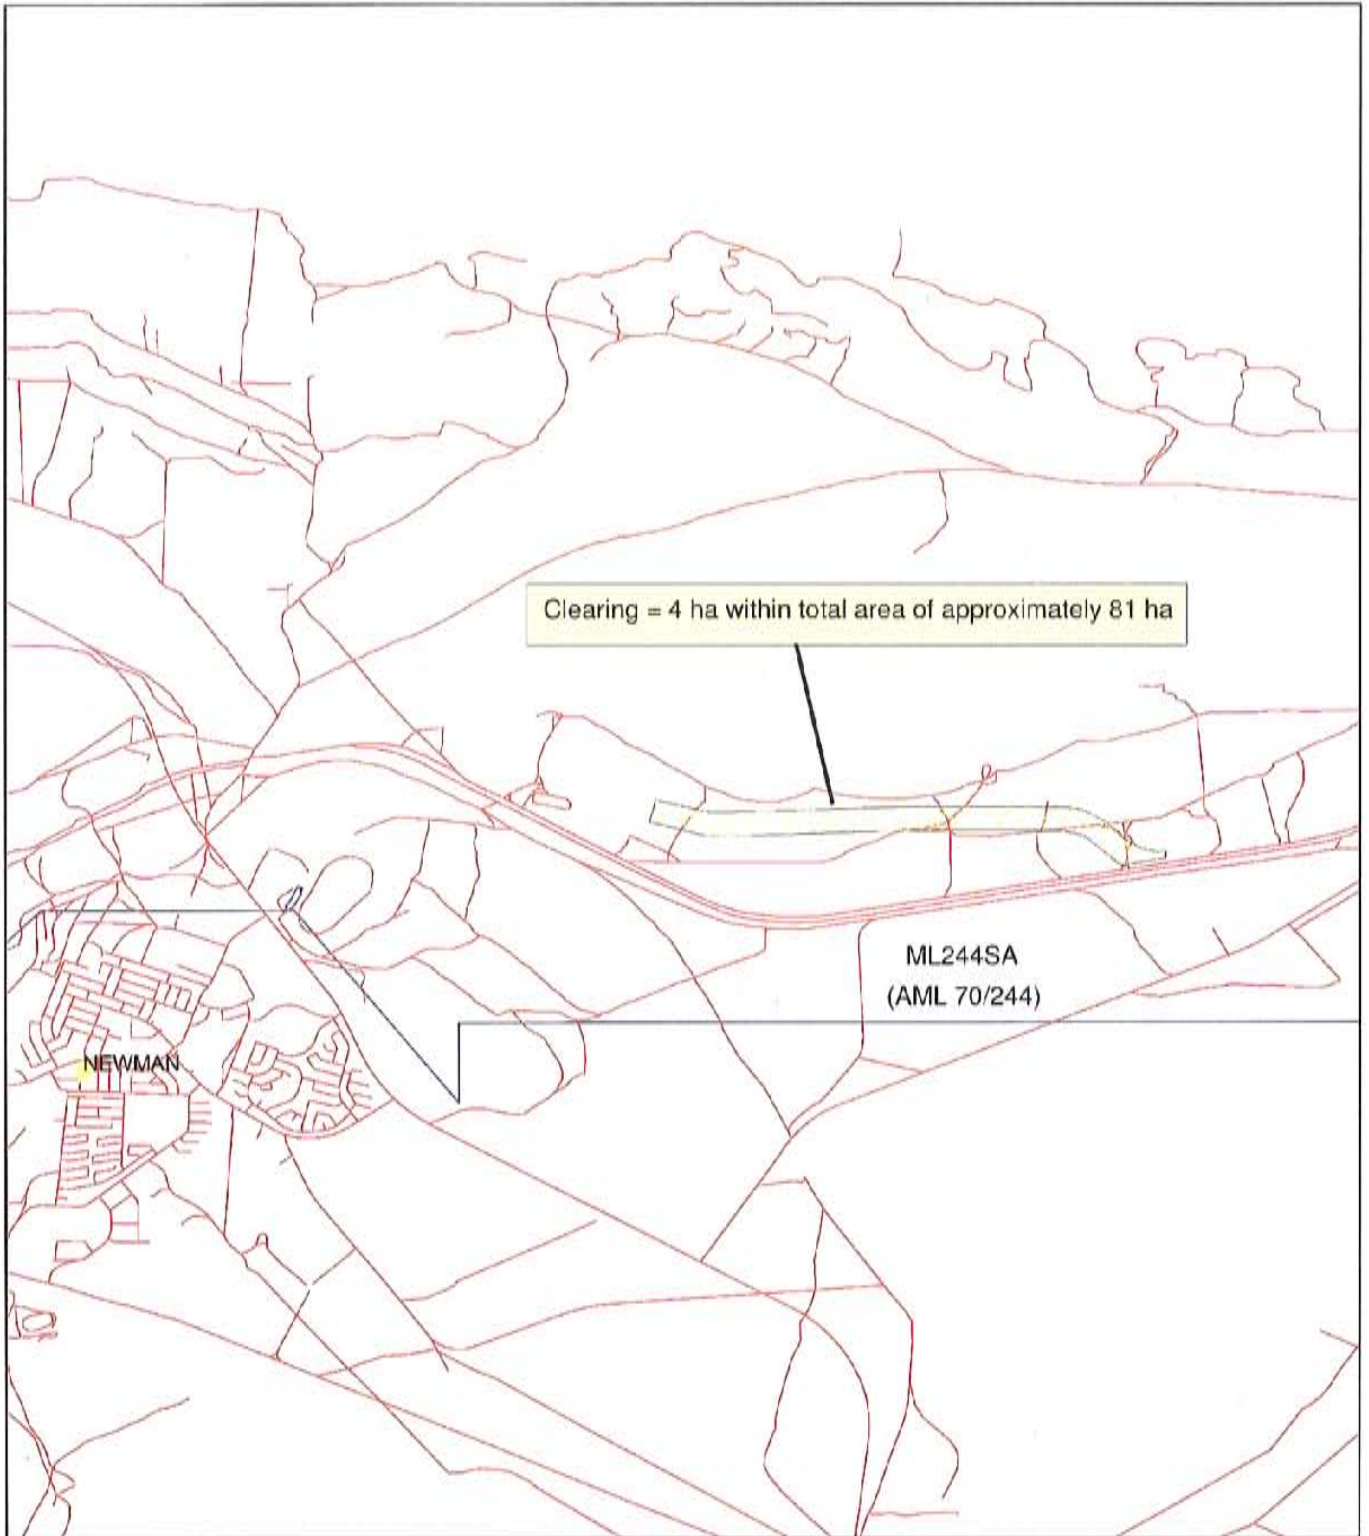 Clearing = 4 ha within total area of approximately 81 ha
ML244SA
(AML 70/244)
NEWMAN